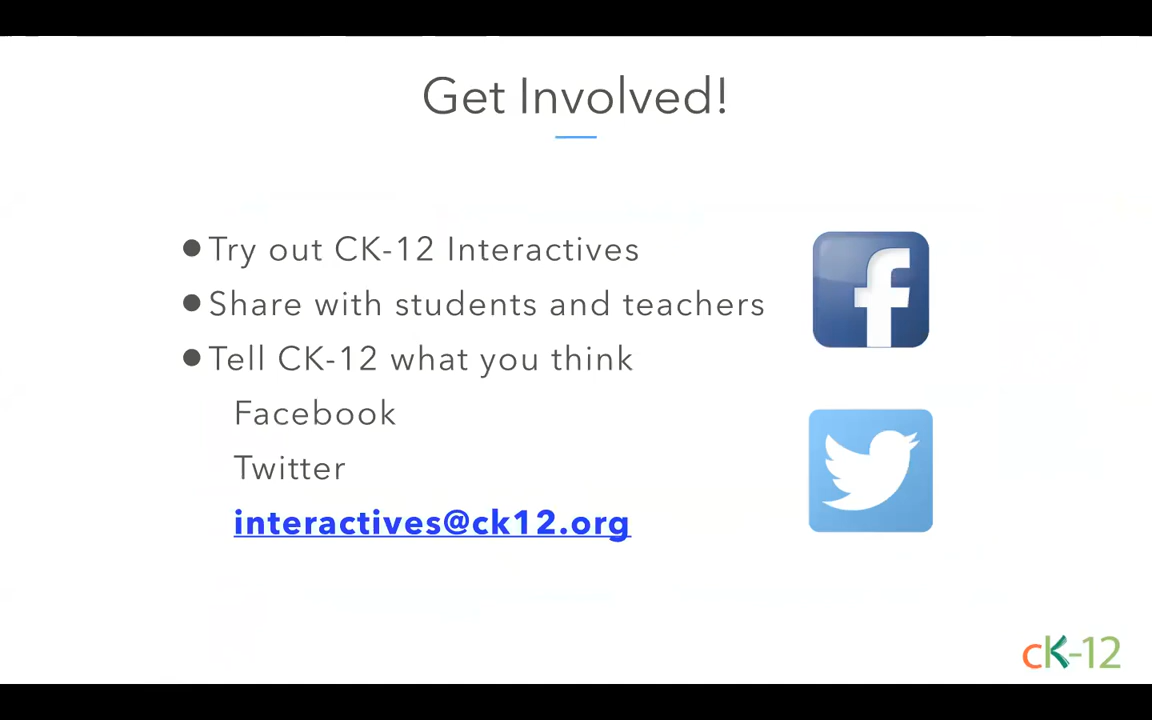 Get Involved!
●Try out CK-12 Interactives
●Share with students and teachers
●Tell CK-12 what you think
Facebook
Twitter
interactives@ck12.org
f
cK-12